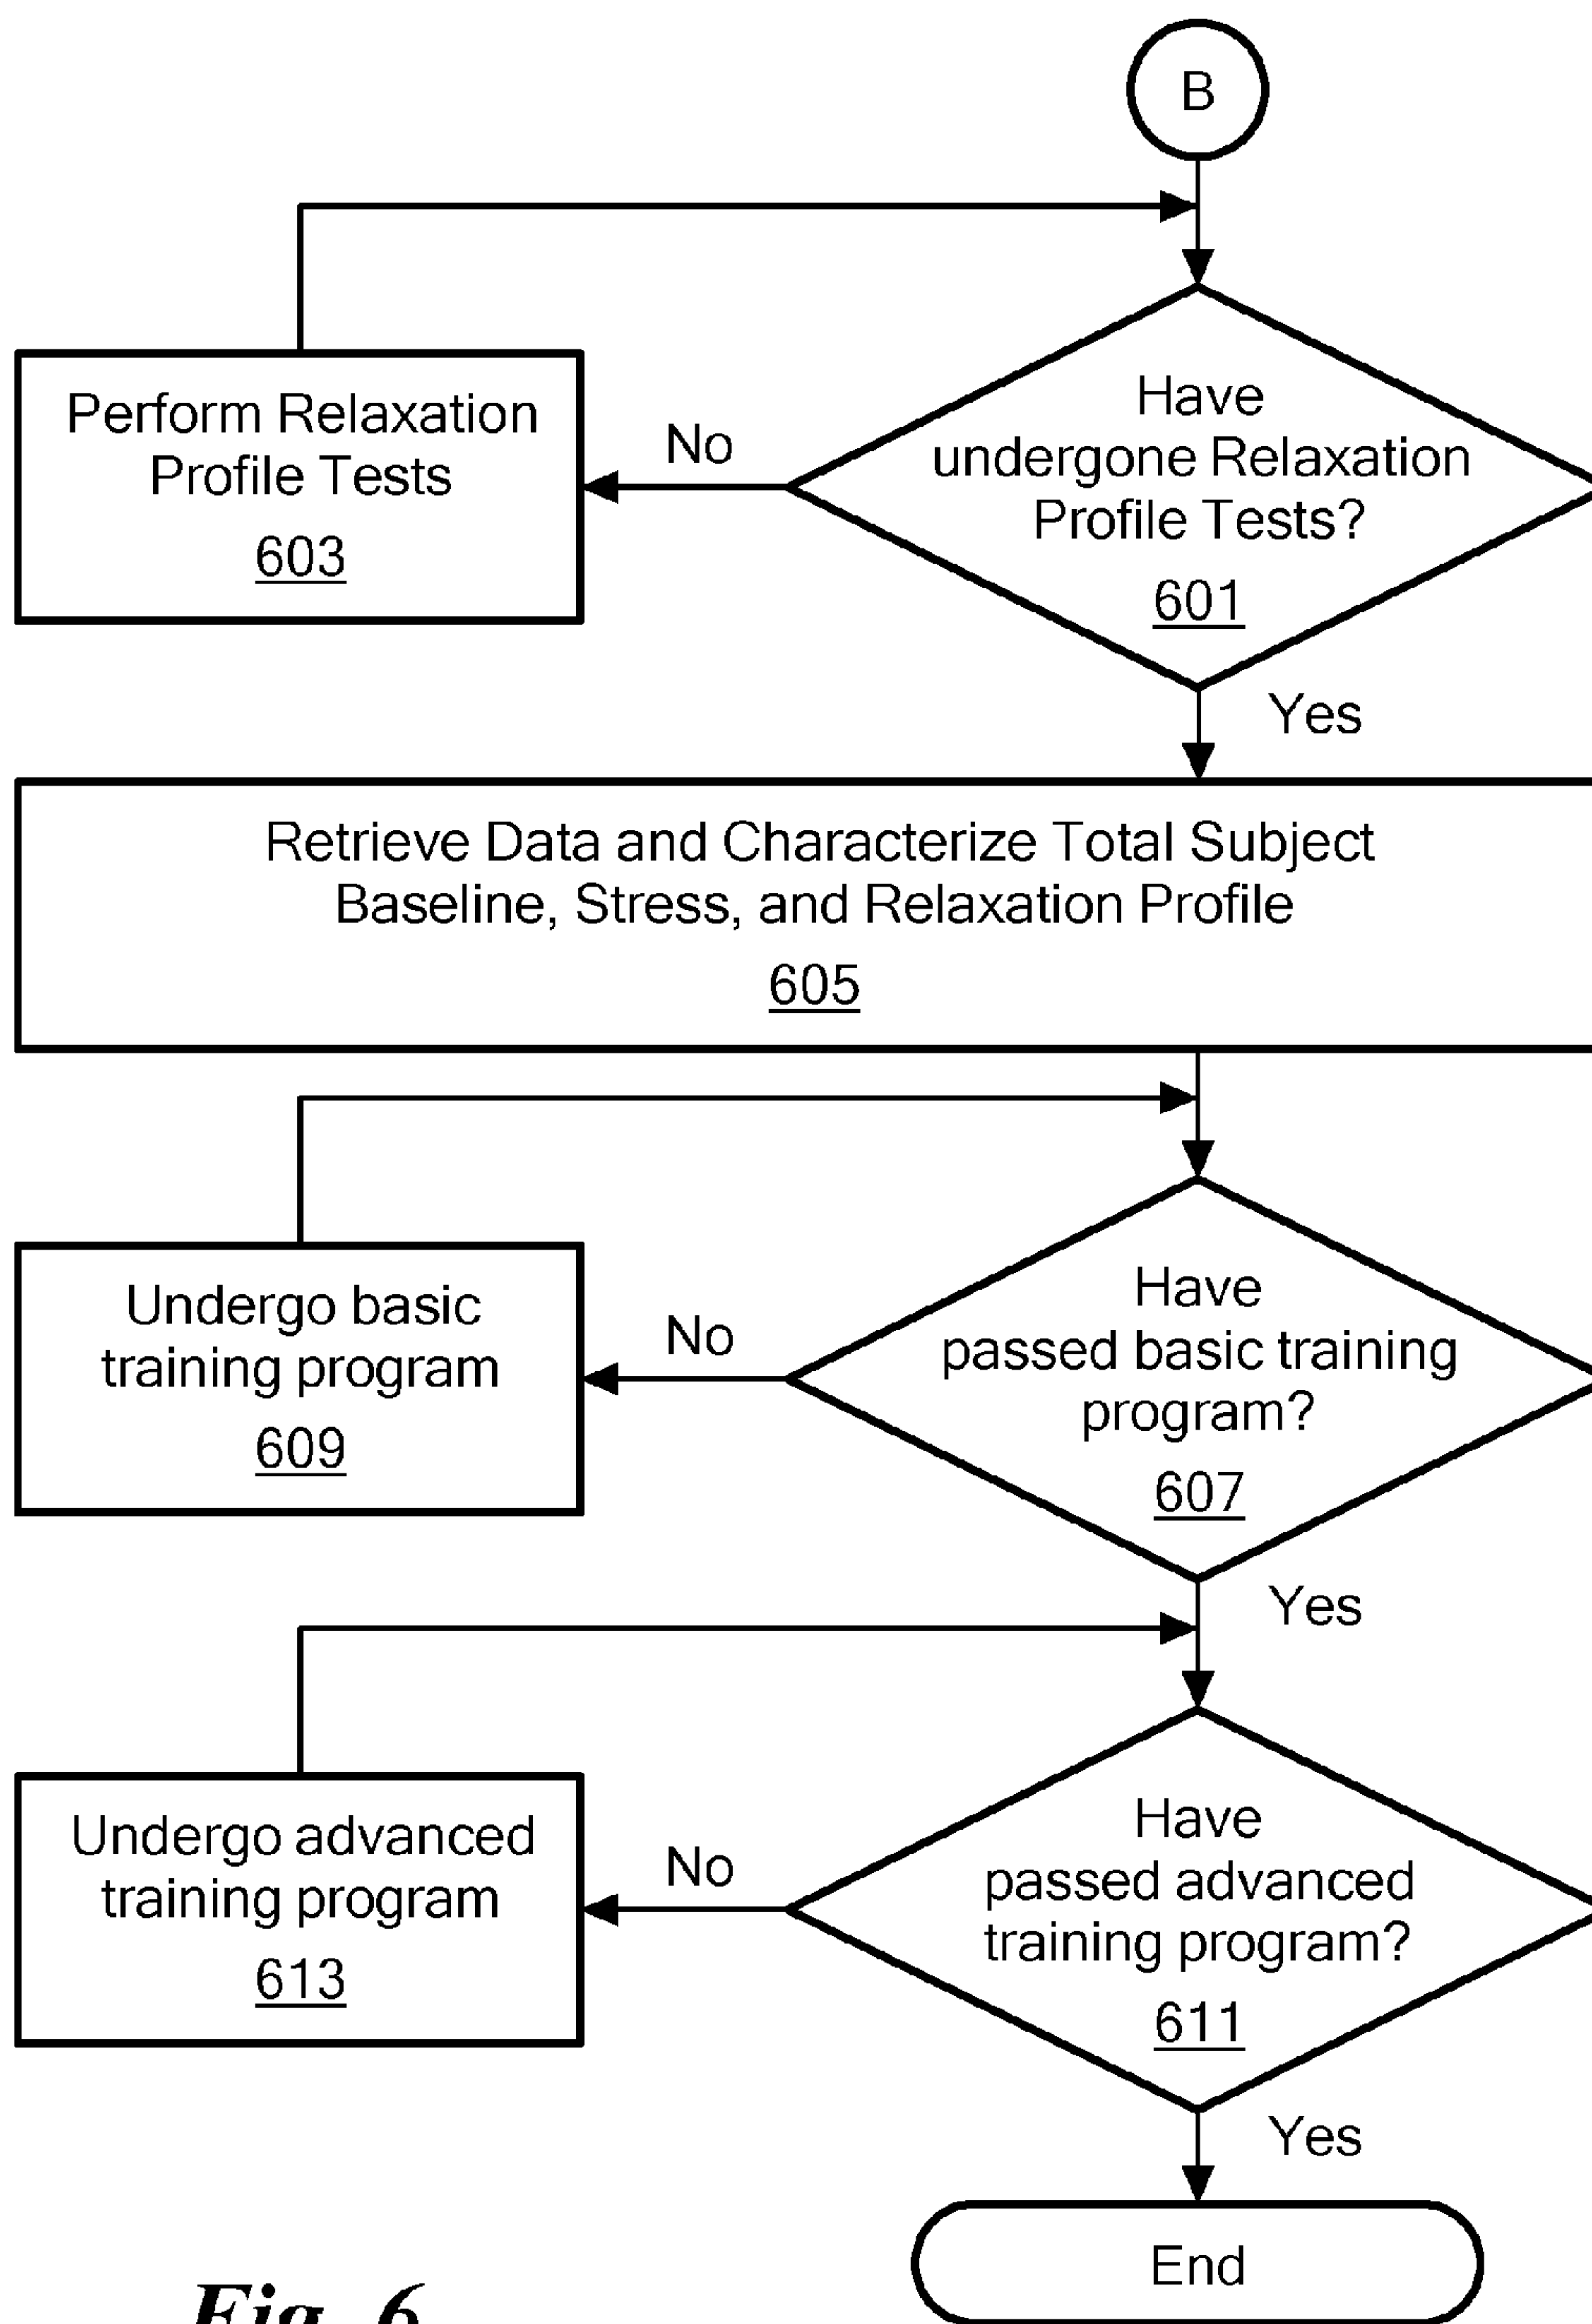 B
Have
undergone Relaxation
Profile Tests?
601
No
Perform Relaxation
Profile Tests
603
Yes
Retrieve Data and Characterize Total Subject
Baseline, Stress, and Relaxation Profile
605
Have
passed basic training
program?
607
No
Undergo basic
training program
609
Yes
Have
passed advanced
training program?
611
No
Undergo advanced
training program
613
Yes
End
Fig. 6